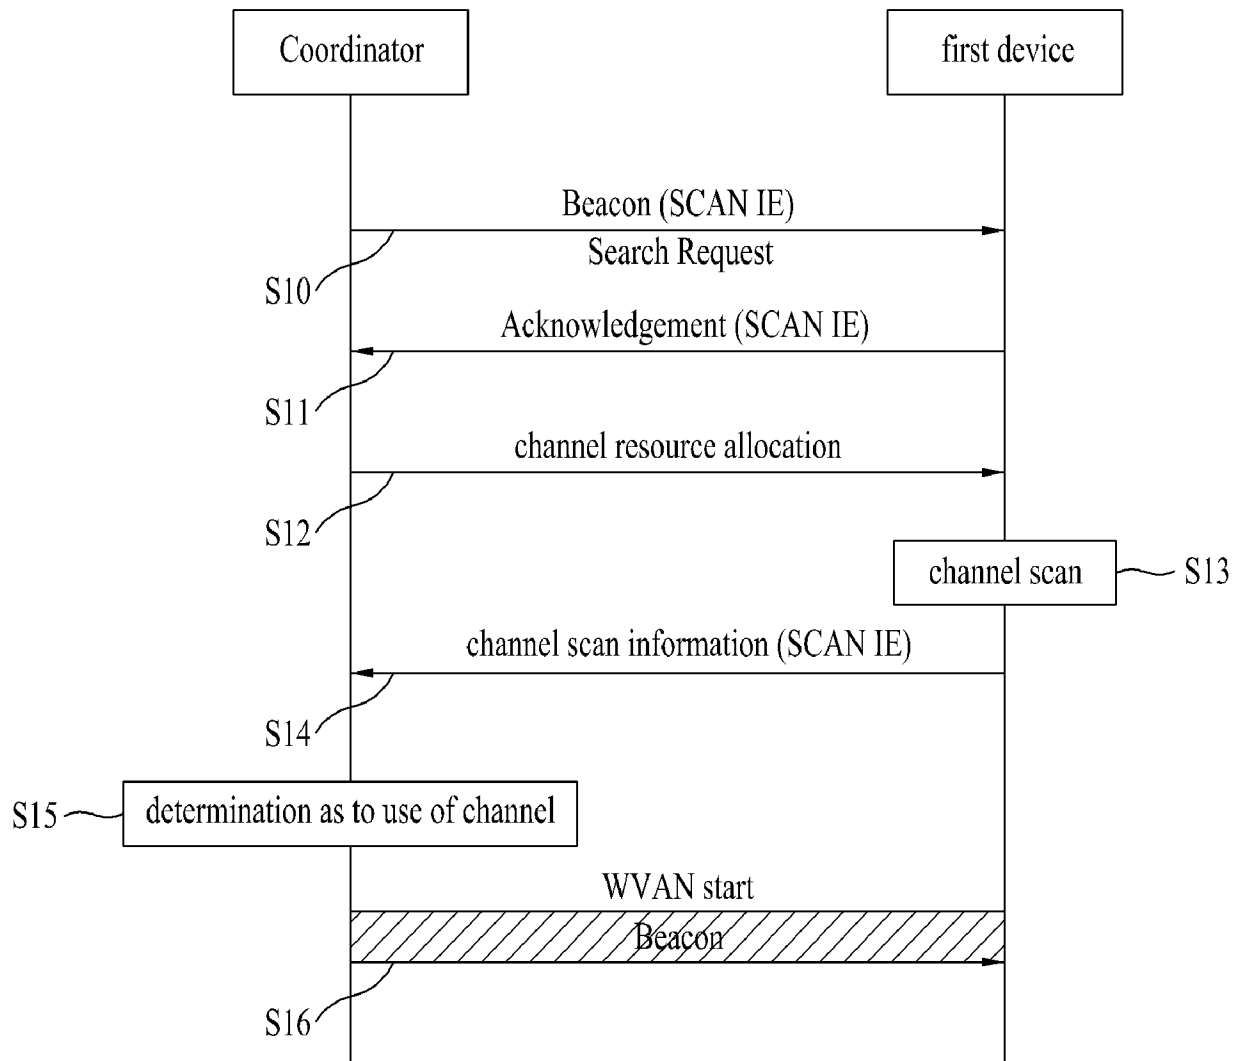 Coordinator
first device
Beacon (SCAN IE)
Search Request
S10
Acknowledgement (SCAN IE)
S11
channel resource allocation
S12
channel scan
S13
channel scan information (SCAN IE)
S14
S15
determination as to use of channel
WVAN start
Beacon
S16